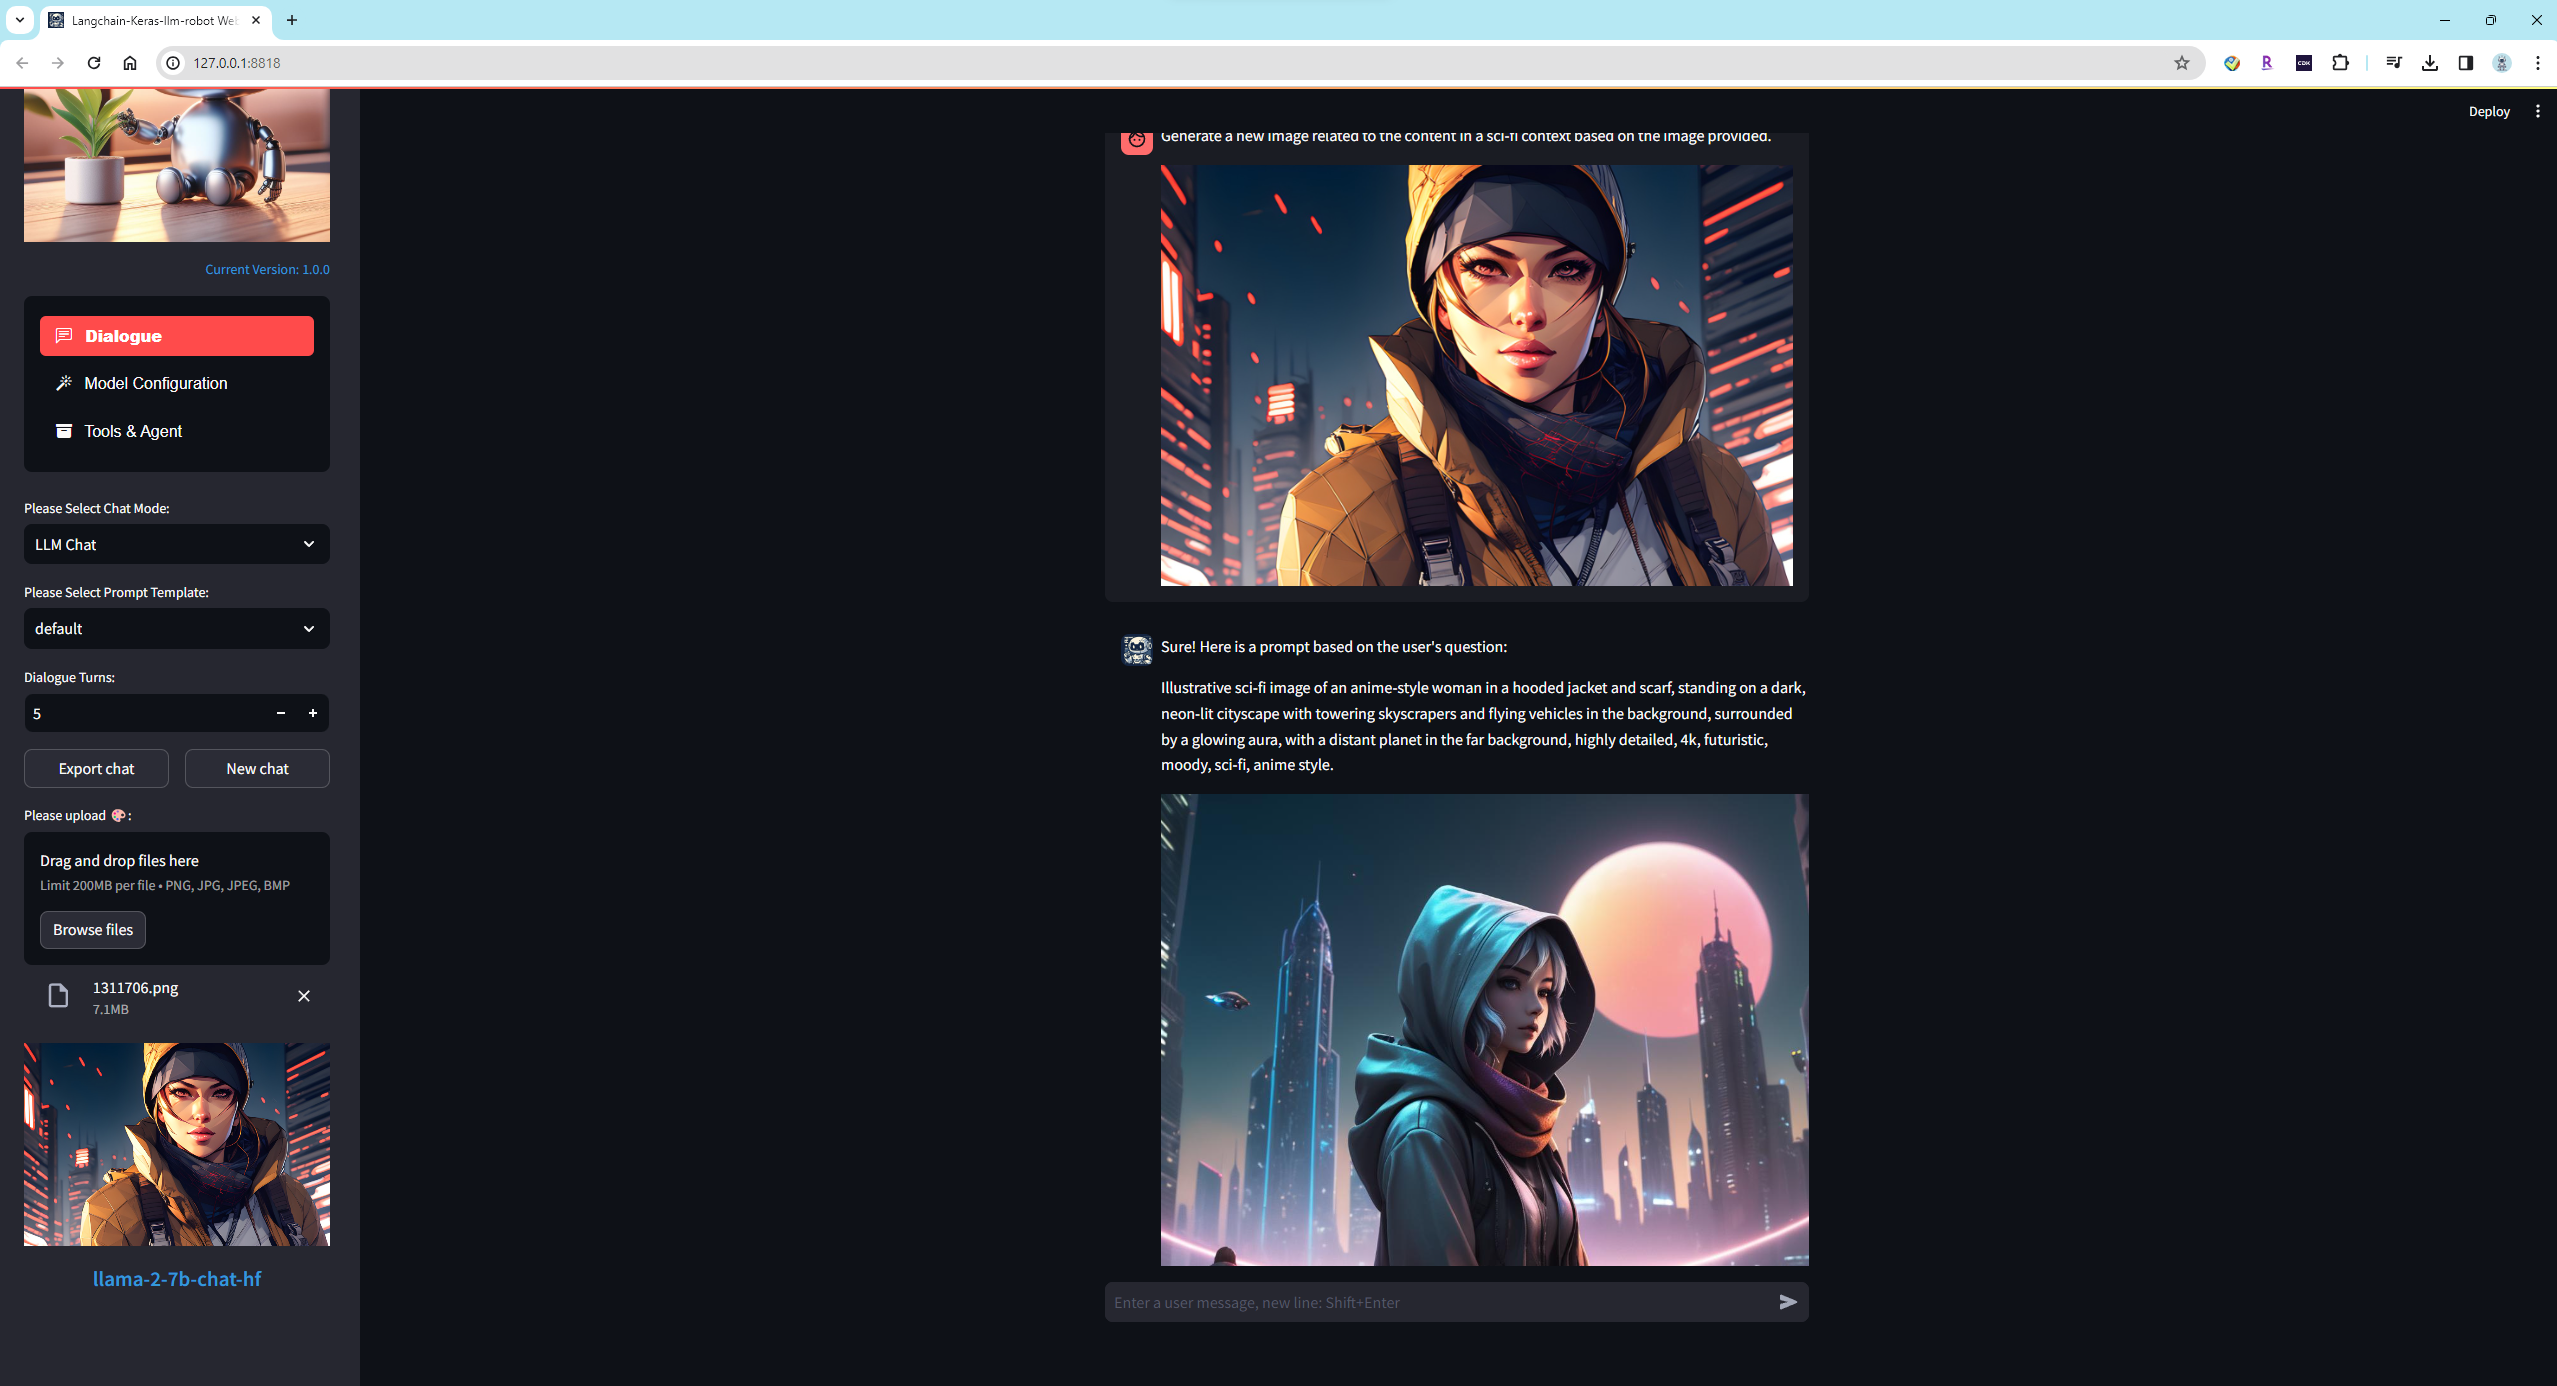 Langchain-Keras-llm-robot We
127.0.0.1:8818
Deploy
Current Version: 1.0.0
Dialogue
Model Configuration
Tools & Agent
Please Select Chat Mode:
LLM Chat
Please Select Prompt Template:
default
Dialogue Turns:
5
Export chat
New chat
Please upload 🎨:
Drag and drop files here
Limit 200MB per file • PNG, JPG, JPEG, BMP
Browse files
1311706.png
7.1MB
llama-2-7b-chat-hf
Generate a new image related to the content in a sci-fi context based on the image provided.
Sure! Here is a prompt based on the user's question:
Illustrative sci-fi image of an anime-style woman in a hooded jacket and scarf, standing on a dark,
neon-lit cityscape with towering skyscrapers and flying vehicles in the background, surrounded
by a glowing aura, with a distant planet in the far background, highly detailed, 4k, futuristic,
moody, sci-fi, anime style.
Enter a user message, new line: Shift+Enter